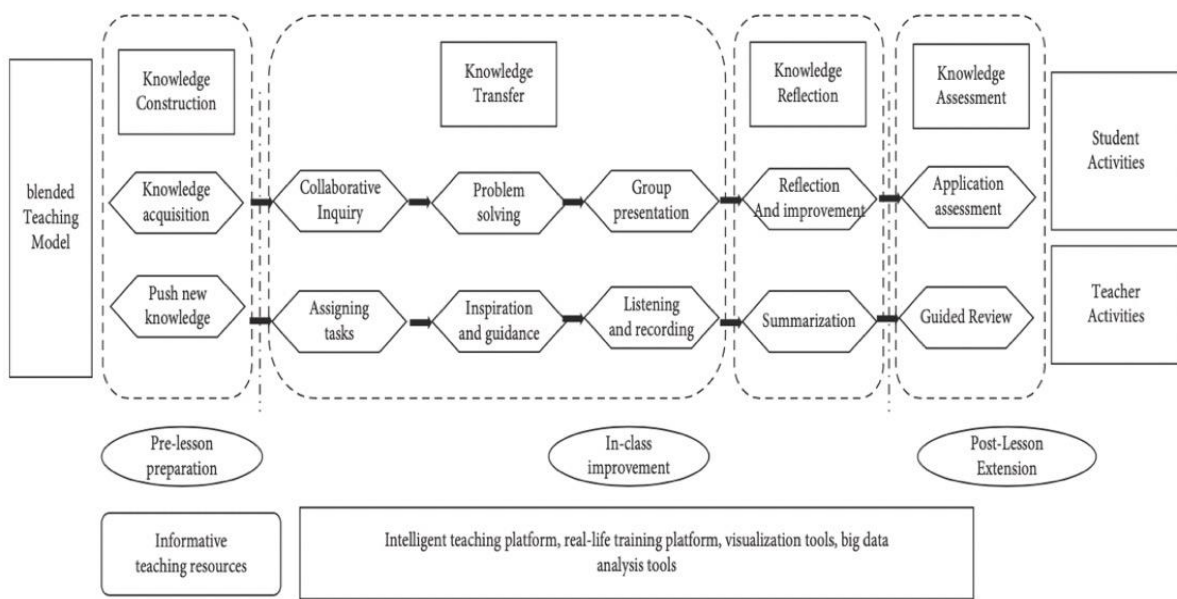 blended
Teaching
Model
Knowledge
Construction
Knowledge
Transfer
Knowledge
Reflection
Knowledge
Assessment
Student
Activities
Knowledge
acquisition
Collaborative
Inquiry
Problem
solving
Group
presentation
Reflection
And improvement
Application
assessment
Push new
knowledge
Assigning
tasks
Inspiration
and guidance
Listening
and recording
Summarization
Guided Review
Teacher
Activities
Pre-lesson
preparation
In-class
improvement
Post-Lesson
Extension
Informative
teaching resources
Intelligent teaching platform, real-life training platform, visualization tools, big data
analysis tools